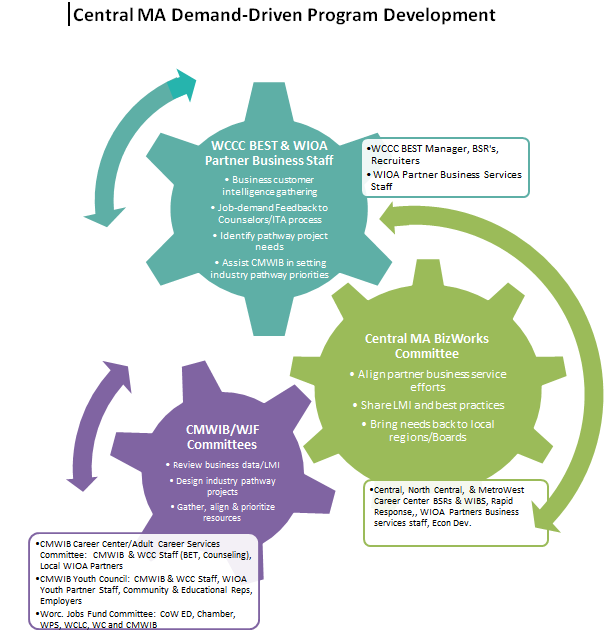 Central MA Demand-Driven Program Development
WCCC BEST & WIOA
Partner Business Staff
• Business customer
intelligence gathering
• Job-demand Feedback to
Counselors/ITA process
• Identify pathway project
needs
• Assist CMWIB in setting
industry pathway priorities
•WCCC BEST Manager, BSR's,
Recruiters
• WIOA Partner Business Services
Staff
Central MA BizWorks
Committee
• Align partner business service
efforts
• Share LMI and best practices
• Bring needs back to local
regions/Boards
•Central, North Central, & MetroWest
Career Center BSRs & WIBS, Rapid
Response,, WIOA Partners Business
services staff, Econ Dev.
CMWIB/WJF
Committees
• Review business data/LMI
• Design industry pathway
projects
• Gather, align & prioritize
resources
•CMWIB Career Center/Adult Career Services
Committee: CMWIB & WCC Staff (BET, Counseling),
Local WIOA Partners
•CMWIB Youth Council: CMWIB & WCC Staff, WIOA
Youth Partner Staff, Community & Educational Reps,
Employers
•Worc. Jobs Fund Committee: CoW ED, Chamber,
WPS, WCLC, WC and CMWIB